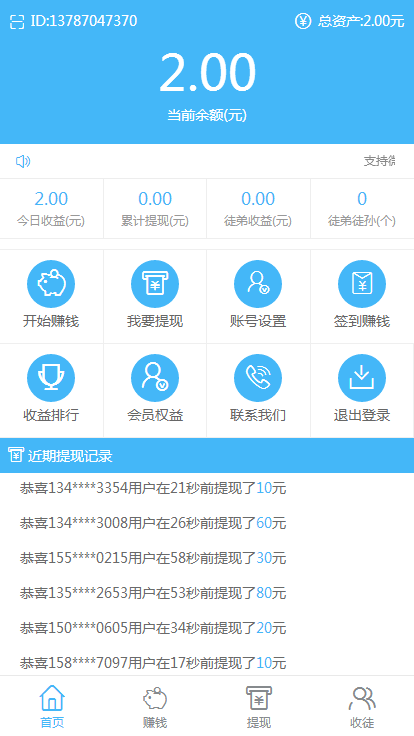 ID:13787047370 总资产:2.00元
2.00
当前余额(元)
支持
2.00 0.00 0.00 0
今日收益(元) 累计提现(元) 徒弟收益(元) 徒弟徒孙(个)
开始赚钱 我要提现 账号设置 签到赚钱
收益排行 会员权益 联系我们 退出登录
近期提现记录
恭喜134****3354用户在21秒前提现了10元
恭喜134****3008用户在26秒前提现了60元
恭喜155****0215用户在58秒前提现了30元
恭喜135****2653用户在53秒前提现了80元
恭喜150****0605用户在34秒前提现了20元
恭喜158****7097用户在17秒前提现了10元
首页 赚钱 提现 收徒